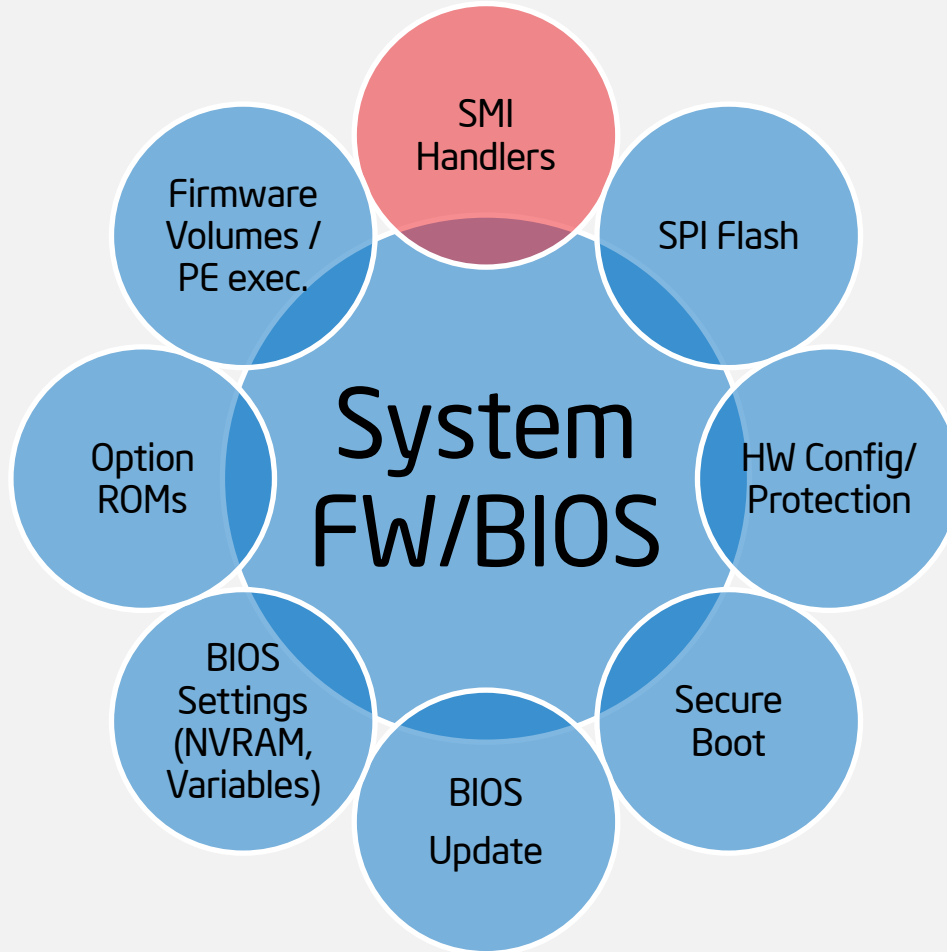 SMI
Handlers
Firmware
Volumes /
PE exec.
SPI Flash
System
FW/BIOS
Option
ROMs
HW Config/
Protection
BIOS
Settings
(NVRAM,
Variables)
Secure
Boot
BIOS
Update